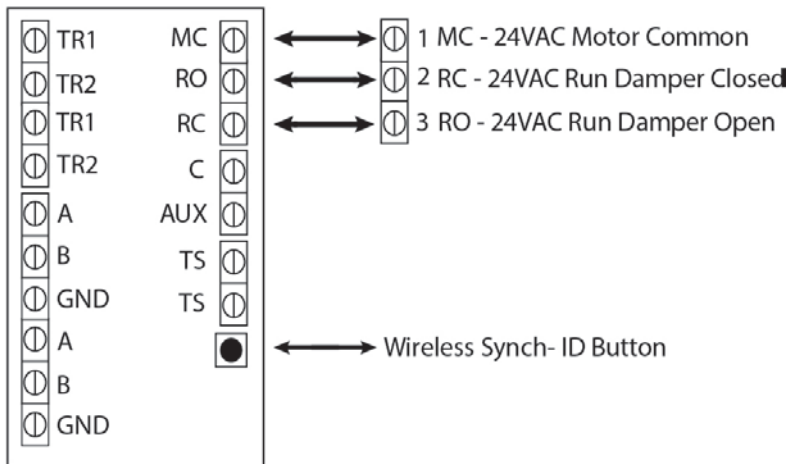 TR1 MC 1 MC - 24VAC Motor Common
TR2 RO 2 RC - 24VAC Run Damper Closed
TR1 RC 3 RO - 24VAC Run Damper Open
TR2 C
A AUX
B TS
GND TS
A Wireless Synch- ID Button
B
GND